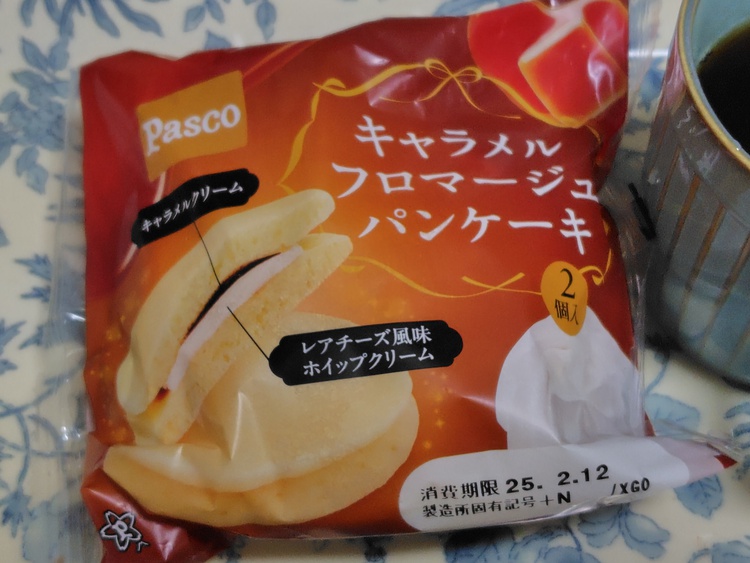 Pasco
キャラメル
フロマージュ
パンケーキ
キャラメルクリーム
レアチーズ風味
ホイップクリーム
2
個入
消費期限 25. 2.12
製造所固有記号+N /XGO